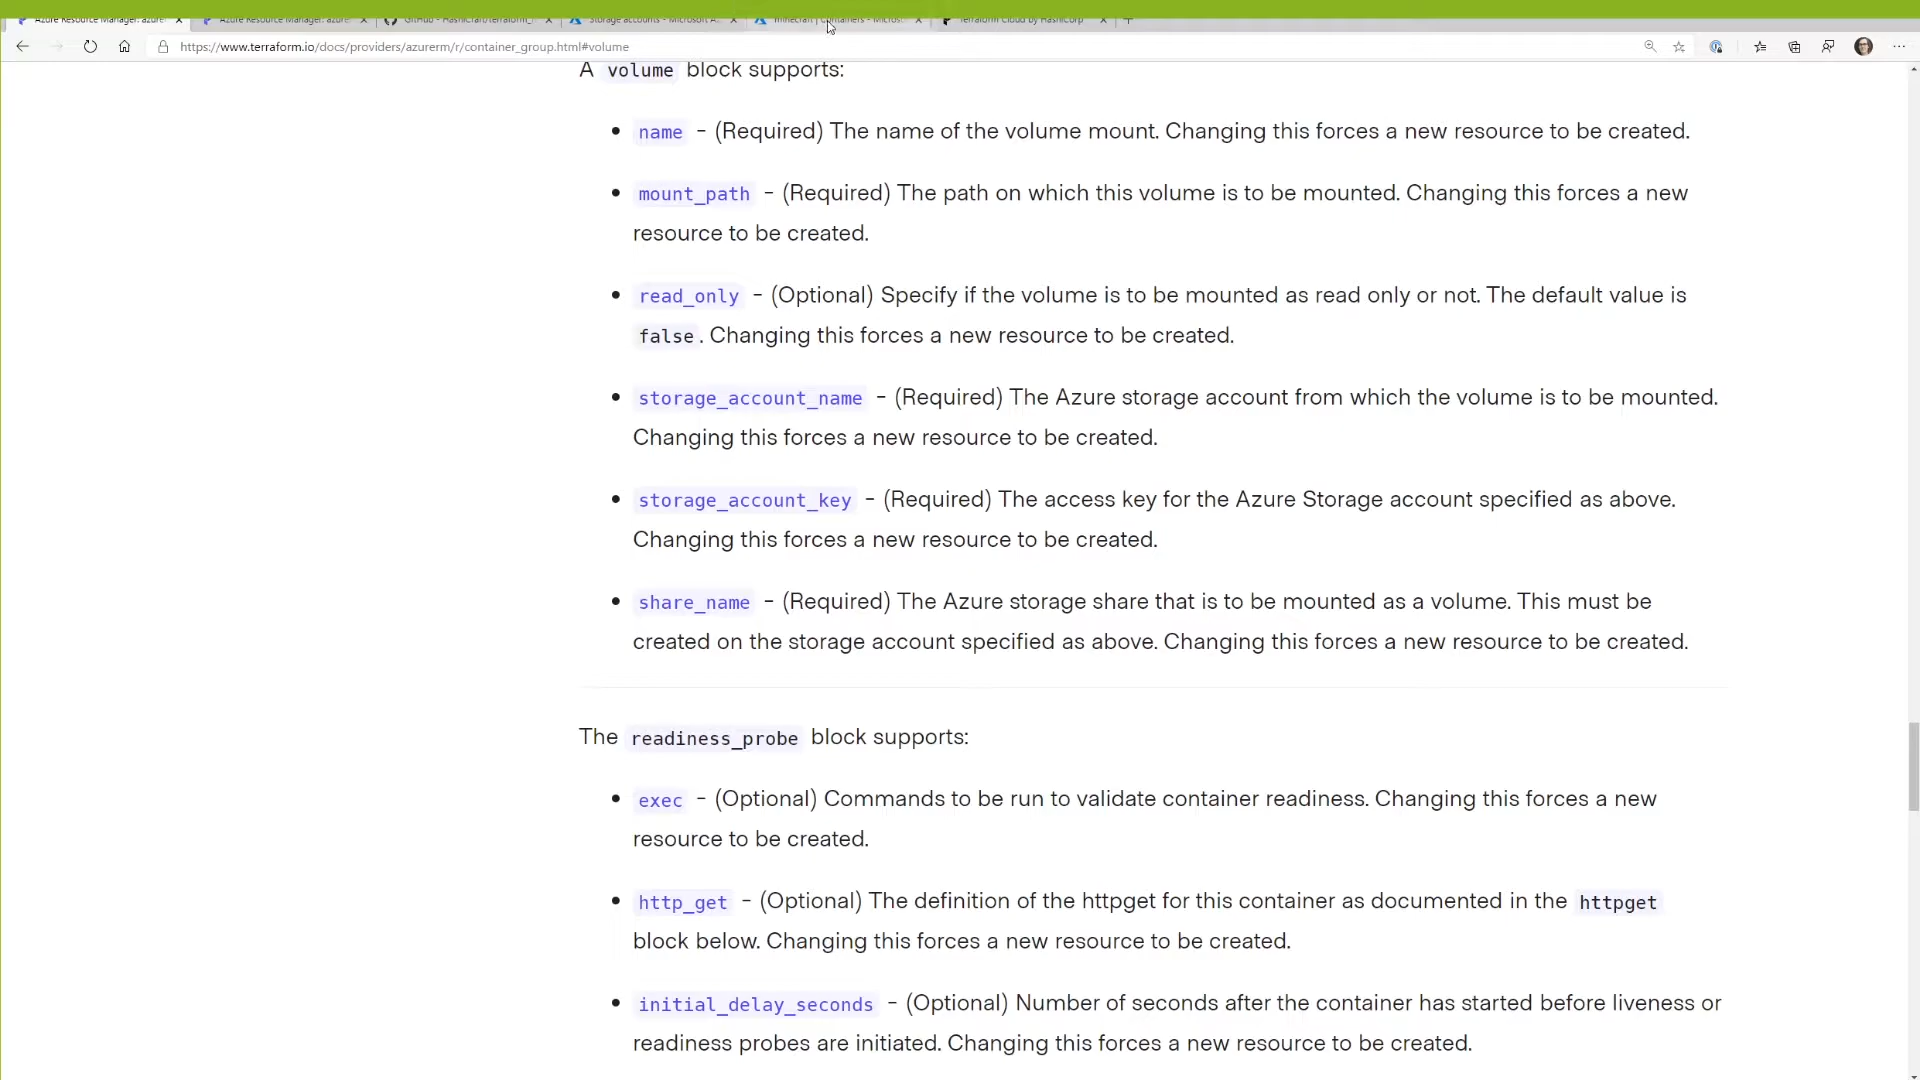 https://www.terraform.io/docs/providers/azurerm/r/container_group.html#volume
A volume block supports:
• name – (Required) The name of the volume mount. Changing this forces a new resource to be created.
• mount_path – (Required) The path on which this volume is to be mounted. Changing this forces a new
resource to be created.
• read_only – (Optional) Specify if the volume is to be mounted as read only or not. The default value is
false. Changing this forces a new resource to be created.
• storage_account_name – (Required) The Azure storage account from which the volume is to be mounted.
Changing this forces a new resource to be created.
• storage_account_key – (Required) The access key for the Azure Storage account specified as above.
Changing this forces a new resource to be created.
• share_name – (Required) The Azure storage share that is to be mounted as a volume. This must be
created on the storage account specified as above. Changing this forces a new resource to be created.
The readiness_probe block supports:
• exec – (Optional) Commands to be run to validate container readiness. Changing this forces a new
resource to be created.
• http_get – (Optional) The definition of the httpget for this container as documented in the httpget
block below. Changing this forces a new resource to be created.
• initial_delay_seconds – (Optional) Number of seconds after the container has started before liveness or
readiness probes are initiated. Changing this forces a new resource to be created.